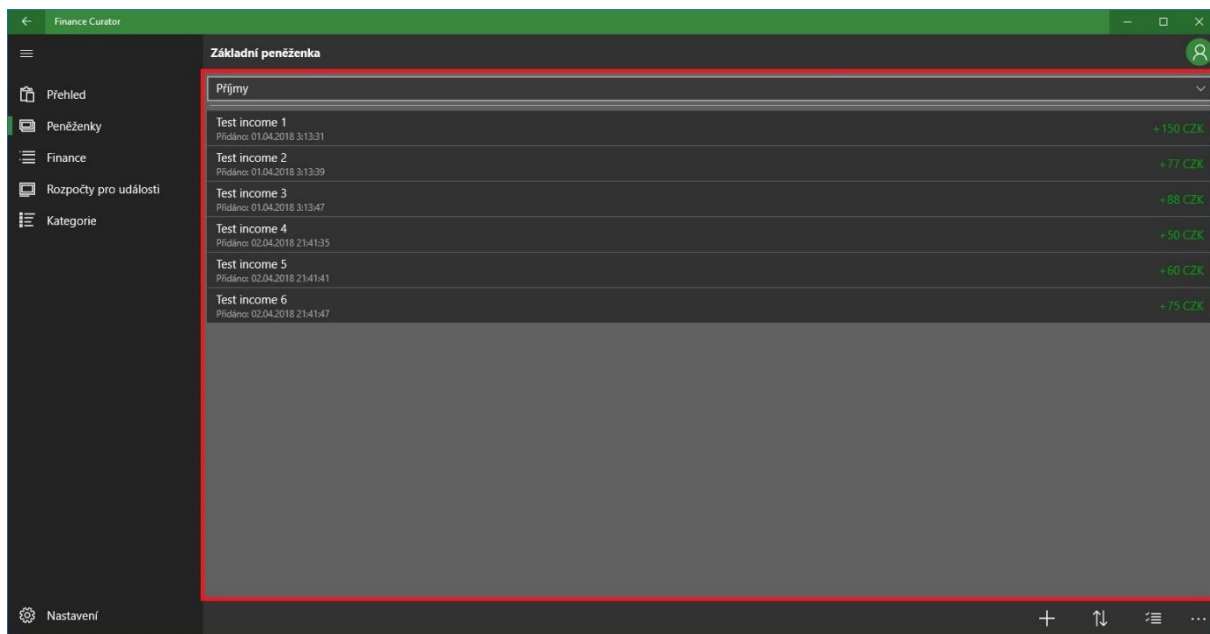 Finance Curator
Základní peněženka
Přehled
Peněženky
Finance
Rozpočty pro události
Kategorie
Nastavení
Příjmy
Test income 1
Přidáno: 01.04.2018 3:13:31
+150 CZK
Test income 2
Přidáno: 01.04.2018 3:13:39
+77 CZK
Test income 3
Přidáno: 01.04.2018 3:13:47
+88 CZK
Test income 4
Přidáno: 02.04.2018 21:41:35
+50 CZK
Test income 5
Přidáno: 02.04.2018 21:41:41
+60 CZK
Test income 6
Přidáno: 02.04.2018 21:41:47
+75 CZK